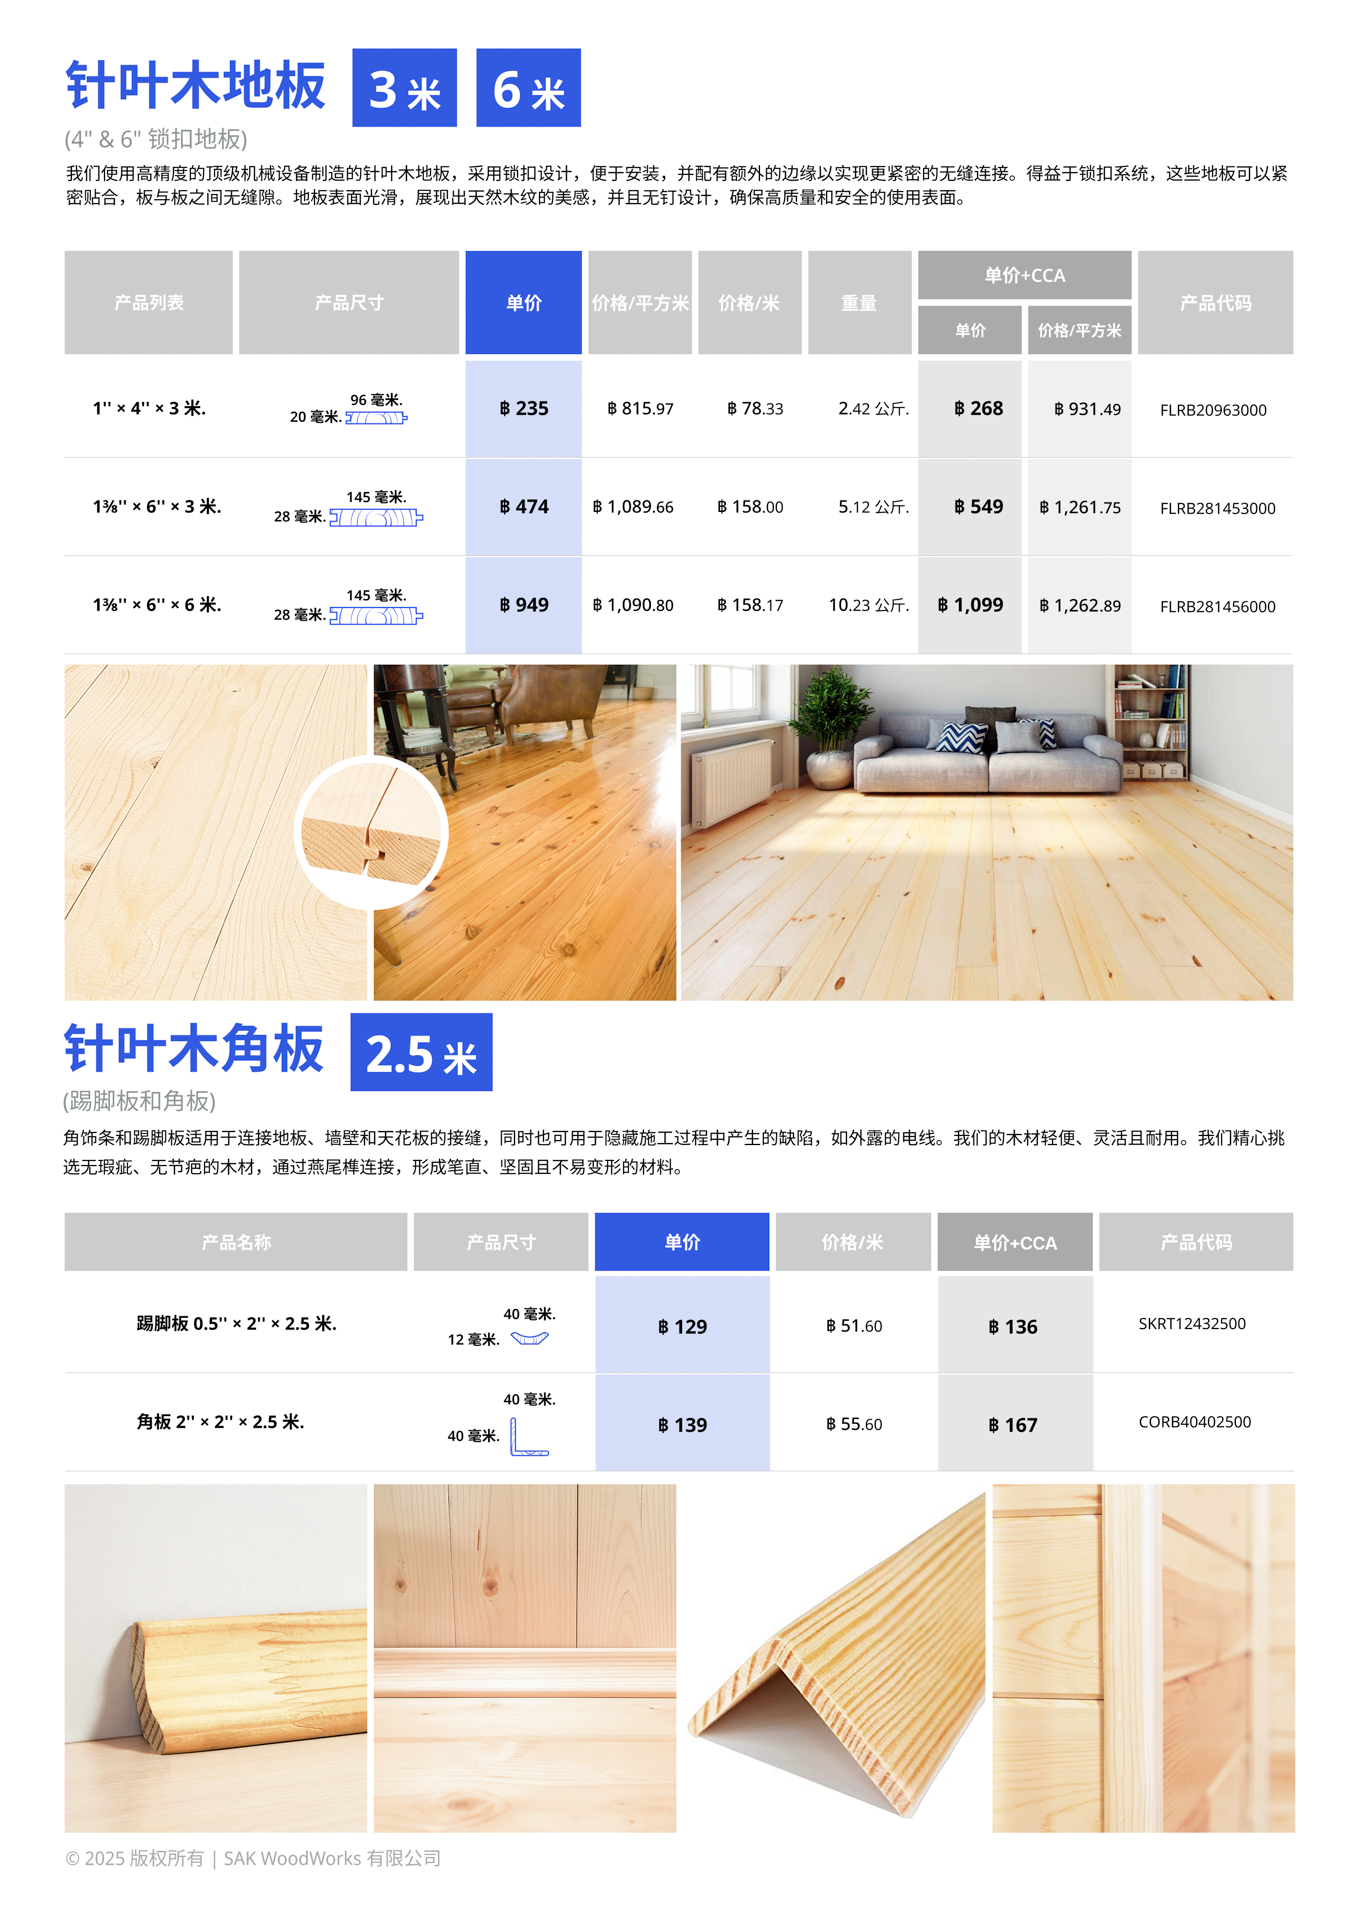 针叶木地板 3 米 6 米
(4" & 6" 锁扣地板)
我们使用高精度的顶级机械设备制造的针叶木地板，采用锁扣设计，便于安装，并配有额外的边缘以实现更紧密的无缝连接。得益于锁扣系统，这些地板可以紧
密贴合，板与板之间无缝隙。地板表面光滑，展现出天然木纹的美感，并且无钉设计，确保高质量和安全的使用表面。
单价+CCA
产品列表 产品尺寸 单价 价格/平方米 价格/米 重量 产品代码
单价 价格/平方米
96 毫米.
1'' × 4'' × 3 米. 20 毫米. ฿ 235 ฿ 815.97 ฿ 78.33 2.42 公斤. ฿ 268 ฿ 931.49 FLRB20963000
145 毫米.
1⅜'' × 6'' × 3 米. 28 毫米. ฿ 474 ฿ 1,089.66 ฿ 158.00 5.12 公斤. ฿ 549 ฿ 1,261.75 FLRB281453000
145 毫米.
1⅜'' × 6'' × 6 米. 28 毫米. ฿ 949 ฿ 1,090.80 ฿ 158.17 10.23 公斤. ฿ 1,099 ฿ 1,262.89 FLRB281456000
针叶木角板 2.5 米
(踢脚板和角板)
角饰条和踢脚板适用于连接地板、墙壁和天花板的接缝，同时也可用于隐藏施工过程中产生的缺陷，如外露的电线。我们的木材轻便、灵活且耐用。我们精心挑
选无瑕疵、无节疤的木材，通过燕尾榫连接，形成笔直、坚固且不易变形的材料。
产品名称 产品尺寸 单价 价格/米 单价+CCA 产品代码
40 毫米.
踢脚板 0.5'' × 2'' × 2.5 米. 12 毫米. ฿ 129 ฿ 51.60 ฿ 136 SKRT12432500
40 毫米.
角板 2'' × 2'' × 2.5 米. 40 毫米. ฿ 139 ฿ 55.60 ฿ 167 CORB40402500
© 2025 版权所有 | SAK WoodWorks 有限公司